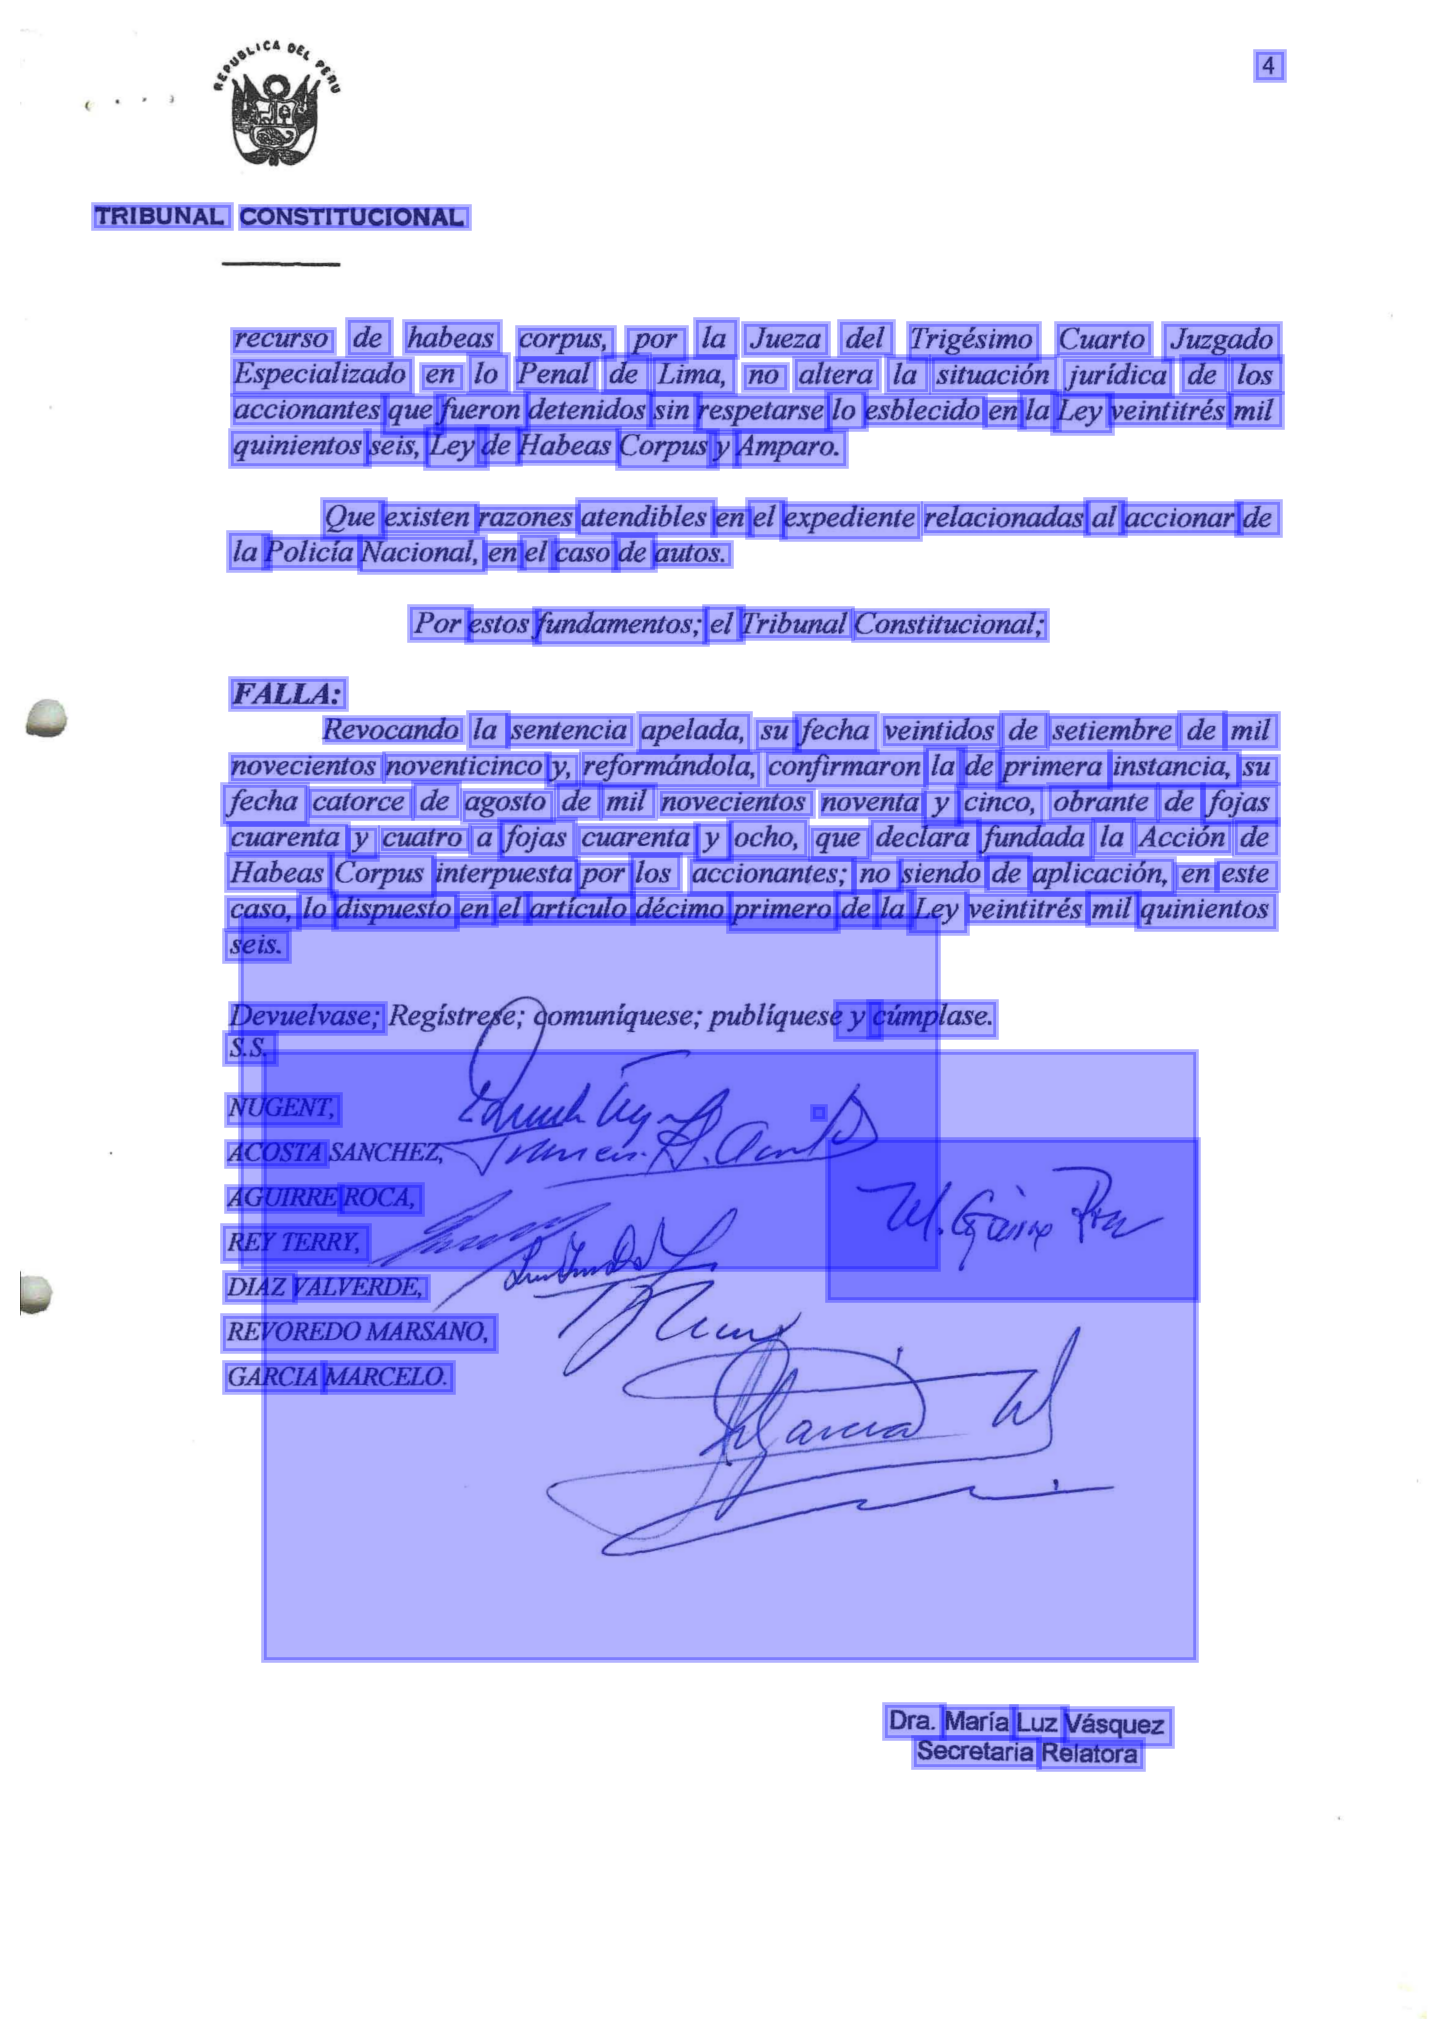 REPUBLICA DEL PERU
4
TRIBUNAL CONSTITUCIONAL
recurso de habeas corpus, por la Jueza del Trigésimo Cuarto Juzgado
Especializado en lo Penal de Lima, no altera la situación jurídica de los
accionantes que fueron detenidos sin respetarse lo esblecido en la Ley veintitrés mil
quinientos seis, Ley de Habeas Corpus y Amparo.
Que existen razones atendibles en el expediente relacionadas al accionar de
la Policía Nacional, en el caso de autos.
Por estos fundamentos; el Tribunal Constitucional;
FALLA:
Revocando la sentencia apelada, su fecha veintidos de setiembre de mil
novecientos noventicinco y, reformándola, confirmaron la de primera instancia, su
fecha catorce de agosto de mil novecientos noventa y cinco, obrante de fojas
cuarenta y cuatro a fojas cuarenta y ocho, que declara fundada la Acción de
Habeas Corpus interpuesta por los accionantes; no siendo de aplicación, en este
caso, lo dispuesto en el artículo décimo primero de la Ley veintitrés mil quinientos
seis.
Devuelvase; Regístrese; comuníquese; publíquese y cúmplase.
S.S.
NUGENT,
ACOSTA SANCHEZ,
AGUIRRE ROCA,
REY TERRY,
DIAZ VALVERDE,
REVOREDO MARSANO,
GARCIA MARCELO.
Dra. María Luz Vásquez
Secretaria Relatora